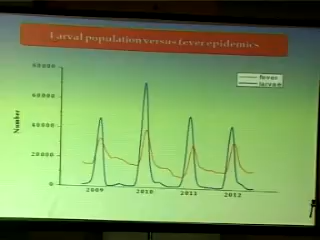 Larval population versus fever epidemics
fever
larvae
80000
60000
40000
20000
0
Number
2009 2010 2011 2012